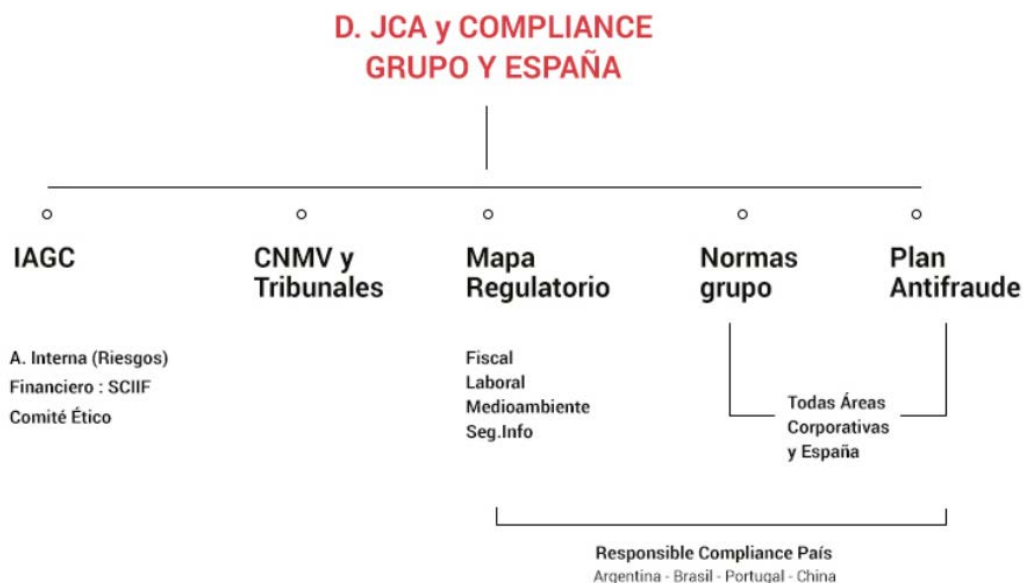 D. JCA y COMPLIANCE
GRUPO Y ESPAÑA
IAGC
CNMV y
Tribunales
Mapa
Regulatorio
Normas
grupo
Plan
Antifraude
A. Interna (Riesgos)
Financiero : SCIIF
Comité Ético
Fiscal
Laboral
Medioambiente
Seg.Info
Todas Áreas
Corporativas
y España
Responsible Compliance País
Argentina - Brasil - Portugal - China